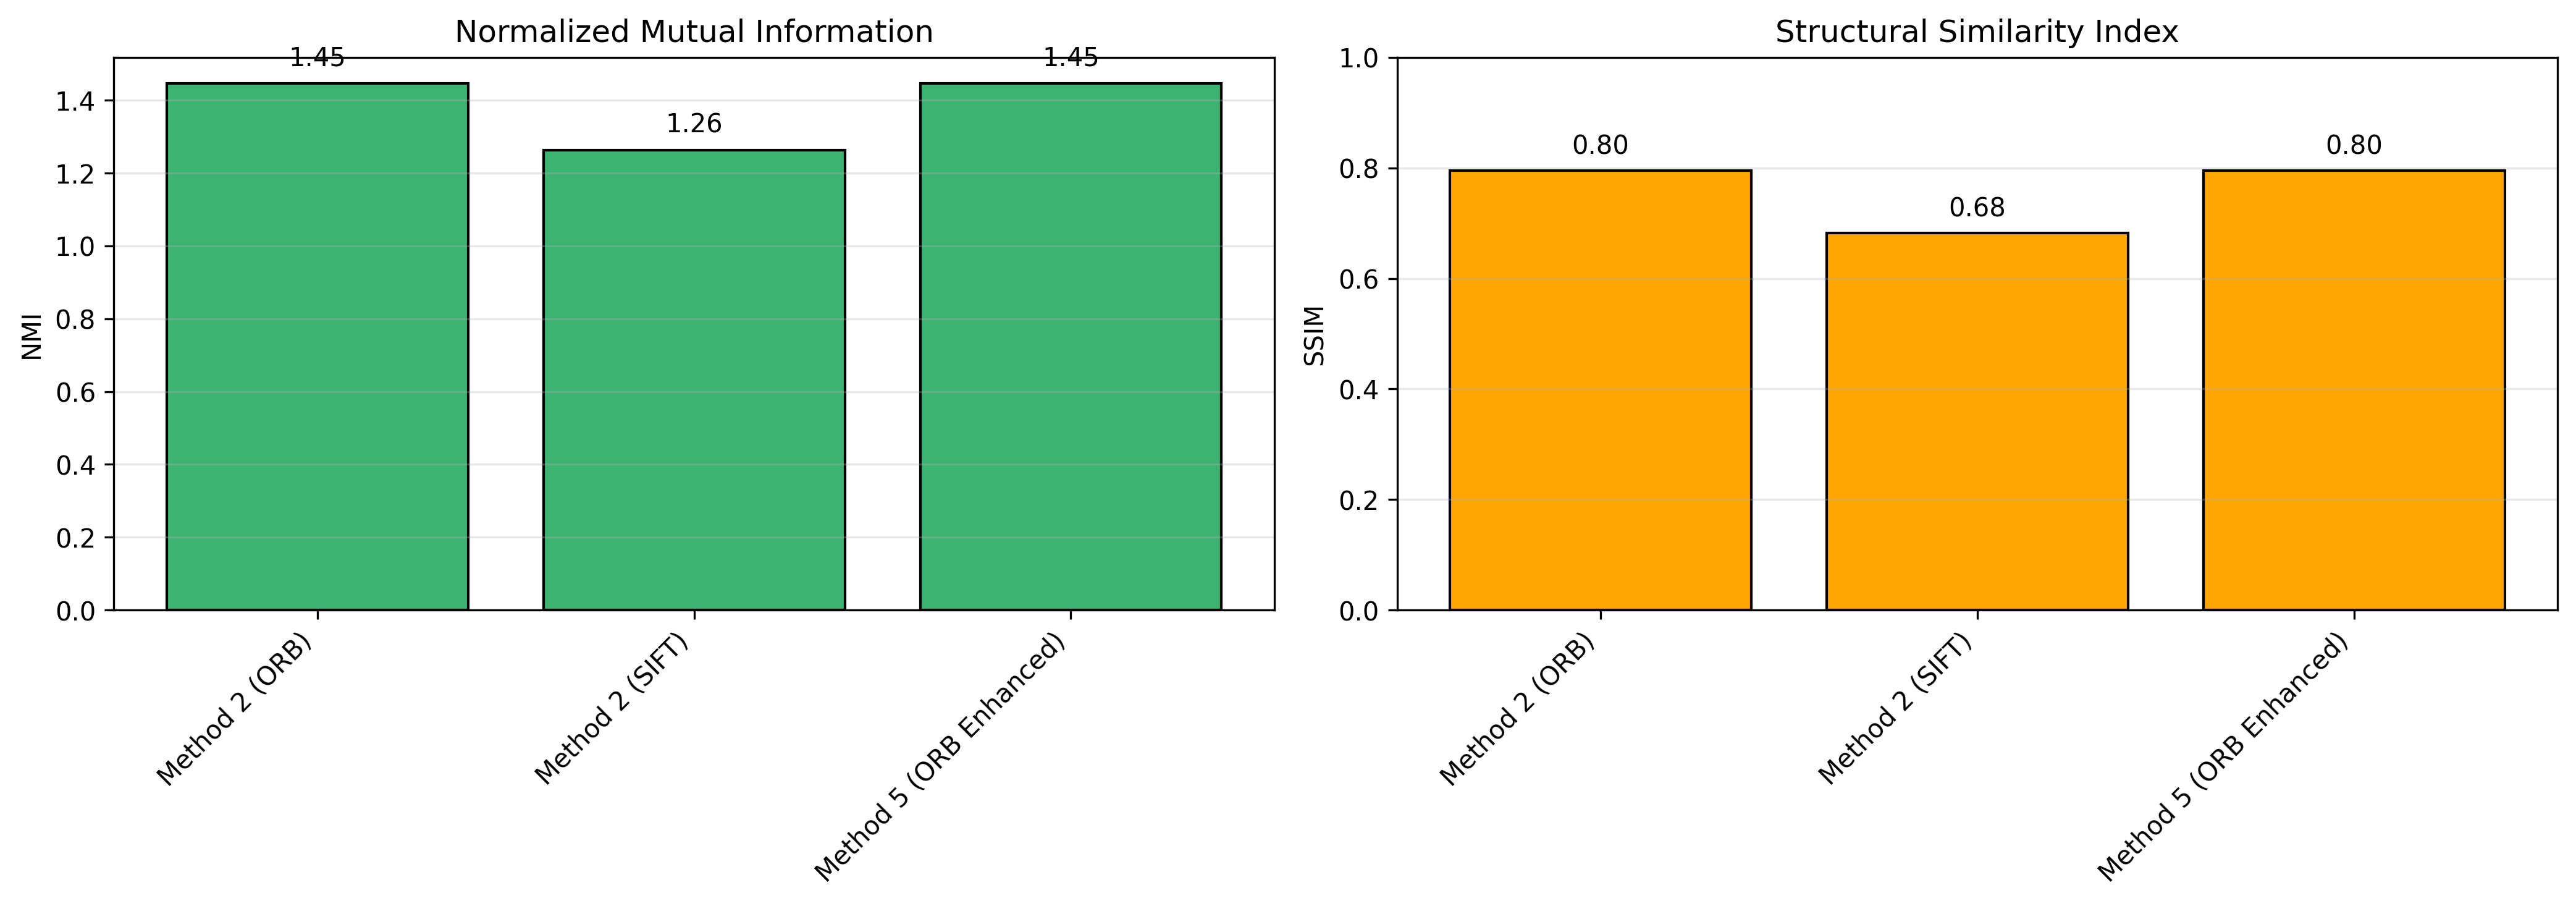 Normalized Mutual Information
1.45
1.26
1.45
1.4
1.2
1.0
0.8
0.6
0.4
0.2
0.0
NMI
Method 2 (ORB)
Method 2 (SIFT)
Method 5 (ORB Enhanced)
Structural Similarity Index
0.80
0.68
0.80
1.0
0.8
0.6
0.4
0.2
0.0
SSIM
Method 2 (ORB)
Method 2 (SIFT)
Method 5 (ORB Enhanced)